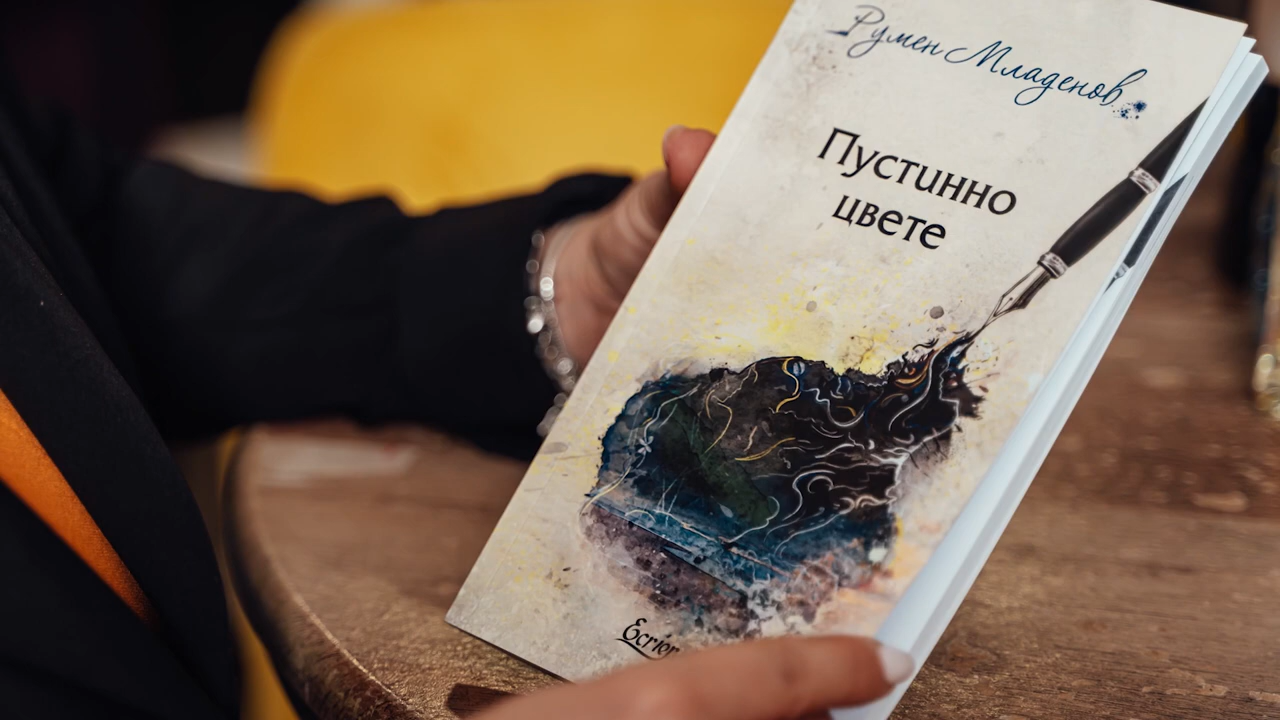 Румен Младенов
Пустинно
цвете